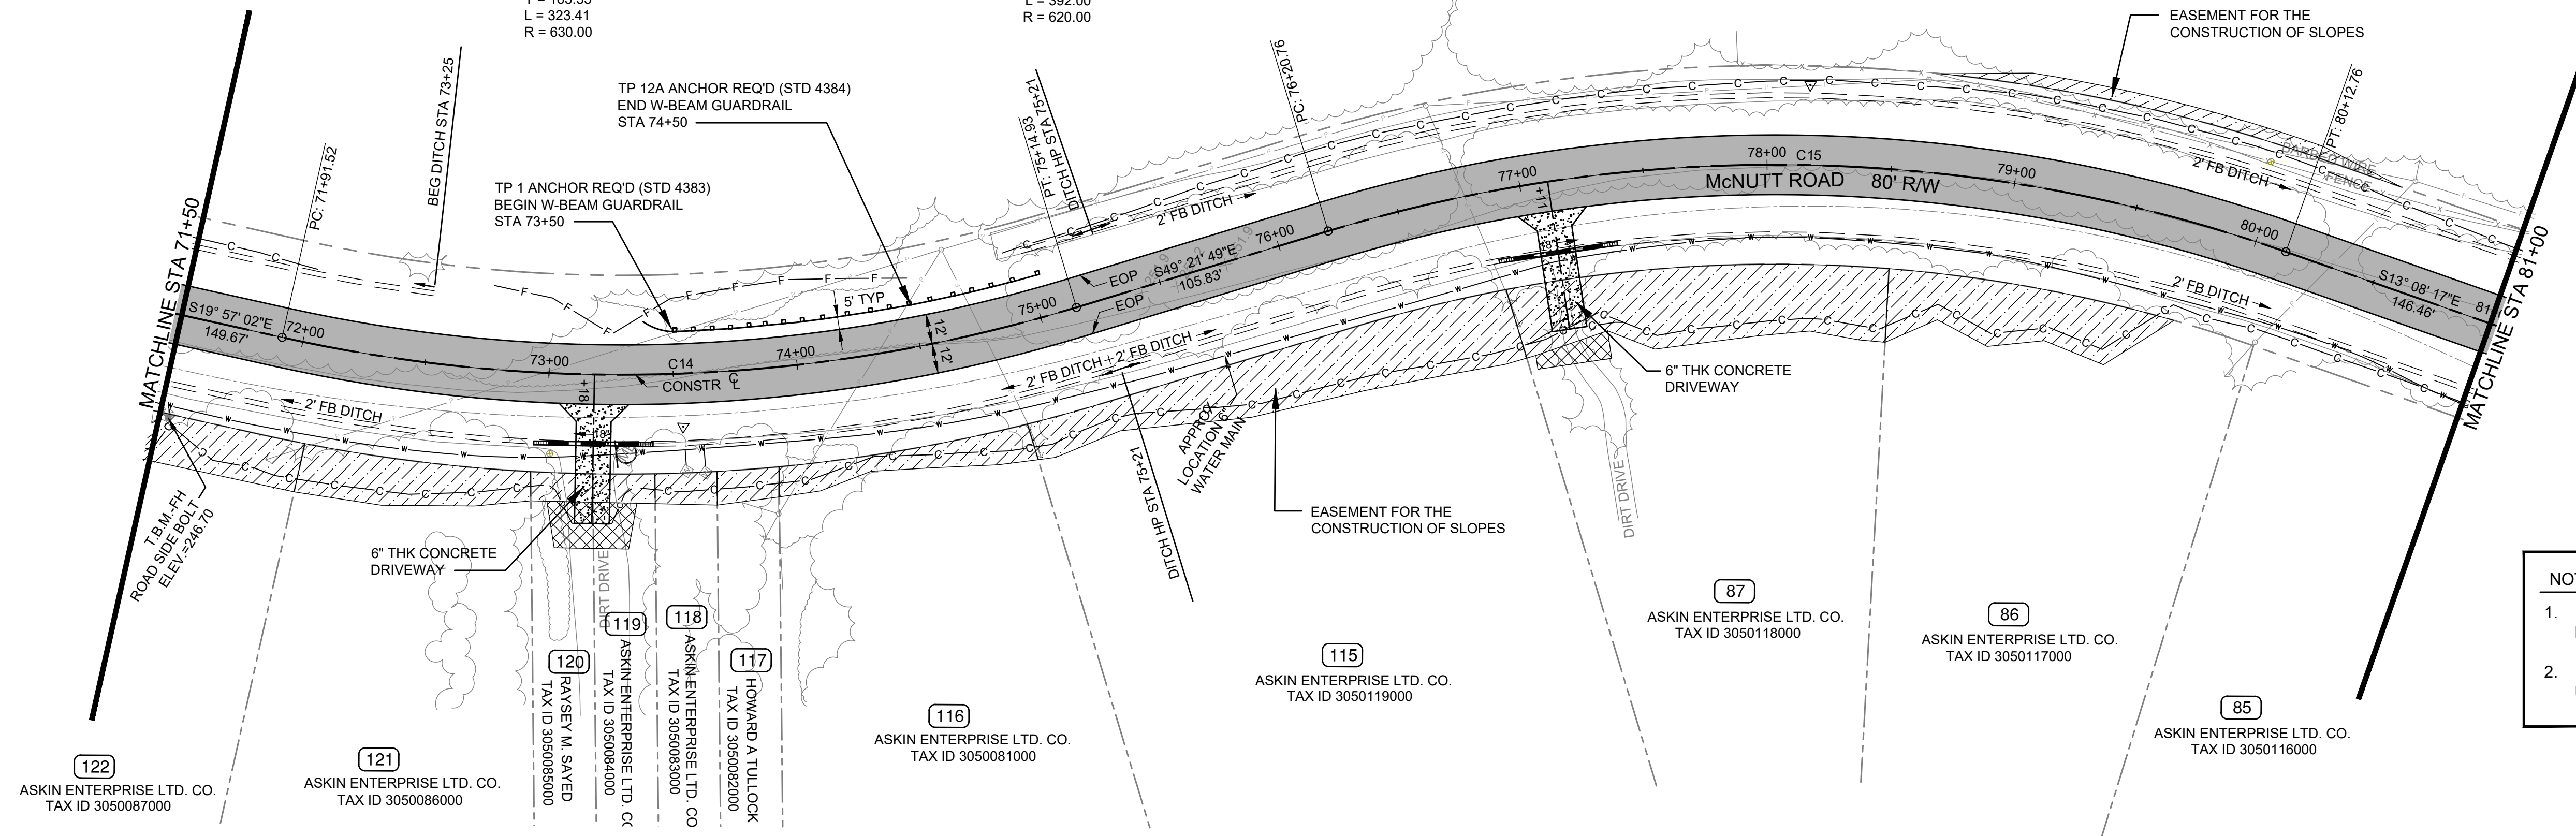 L = 323.41
R = 630.00
L = 392.00
R = 620.00
EASEMENT FOR THE
CONSTRUCTION OF SLOPES
TP 12A ANCHOR REQ'D (STD 4384)
END W-BEAM GUARDRAIL
STA 74+50
TP 1 ANCHOR REQ'D (STD 4383)
BEGIN W-BEAM GUARDRAIL
STA 73+50
MATCHLINE STA 71+50
PC: 71+91.52
BEG DITCH STA 73+25
PT: 75+14.93
DITCH HP STA 75+21
PC: 76+20.76
PT: 80+12.76
MATCHLINE STA 81+00
BARBED WIRE
FENCE
S19° 57' 02"E
149.67'
72+00
73+00
C14
CONSTR ℄
74+00
5' TYP
12'
12'
75+00
EOP
EOP
S49° 21' 49"E
105.83'
76+00
77+00
78+00
C15
McNUTT ROAD
80' R/W
79+00
80+00
S13° 08' 17"E
146.46'
81
2' FB DITCH
2' FB DITCH
2' FB DITCH
2' FB DITCH
2' FB DITCH
2' FB DITCH
+18
+11
18"
18"
T.B.M.-FH
ROAD SIDE BOLT
ELEV.=246.70
6" THK CONCRETE
DRIVEWAY
DIRT DRIVE
APPROX
LOCATION 6"
WATER MAIN
DITCH HP STA 75+21
EASEMENT FOR THE
CONSTRUCTION OF SLOPES
6" THK CONCRETE
DRIVEWAY
DIRT DRIVE
122
ASKIN ENTERPRISE LTD. CO.
TAX ID 3050087000
121
ASKIN ENTERPRISE LTD. CO.
TAX ID 3050086000
120
RAYSEY M. SAYED
TAX ID 3050085000
119
ASKIN ENTERPRISE LTD. CO
TAX ID 3050084000
118
ASKIN ENTERPRISE LTD. CO
TAX ID 3050083000
117
HOWARD A TULLOCK
TAX ID 3050082000
116
ASKIN ENTERPRISE LTD. CO.
TAX ID 3050081000
115
ASKIN ENTERPRISE LTD. CO.
TAX ID 3050119000
87
ASKIN ENTERPRISE LTD. CO.
TAX ID 3050118000
86
ASKIN ENTERPRISE LTD. CO.
TAX ID 3050117000
85
ASKIN ENTERPRISE LTD. CO.
TAX ID 3050116000
1.
2.